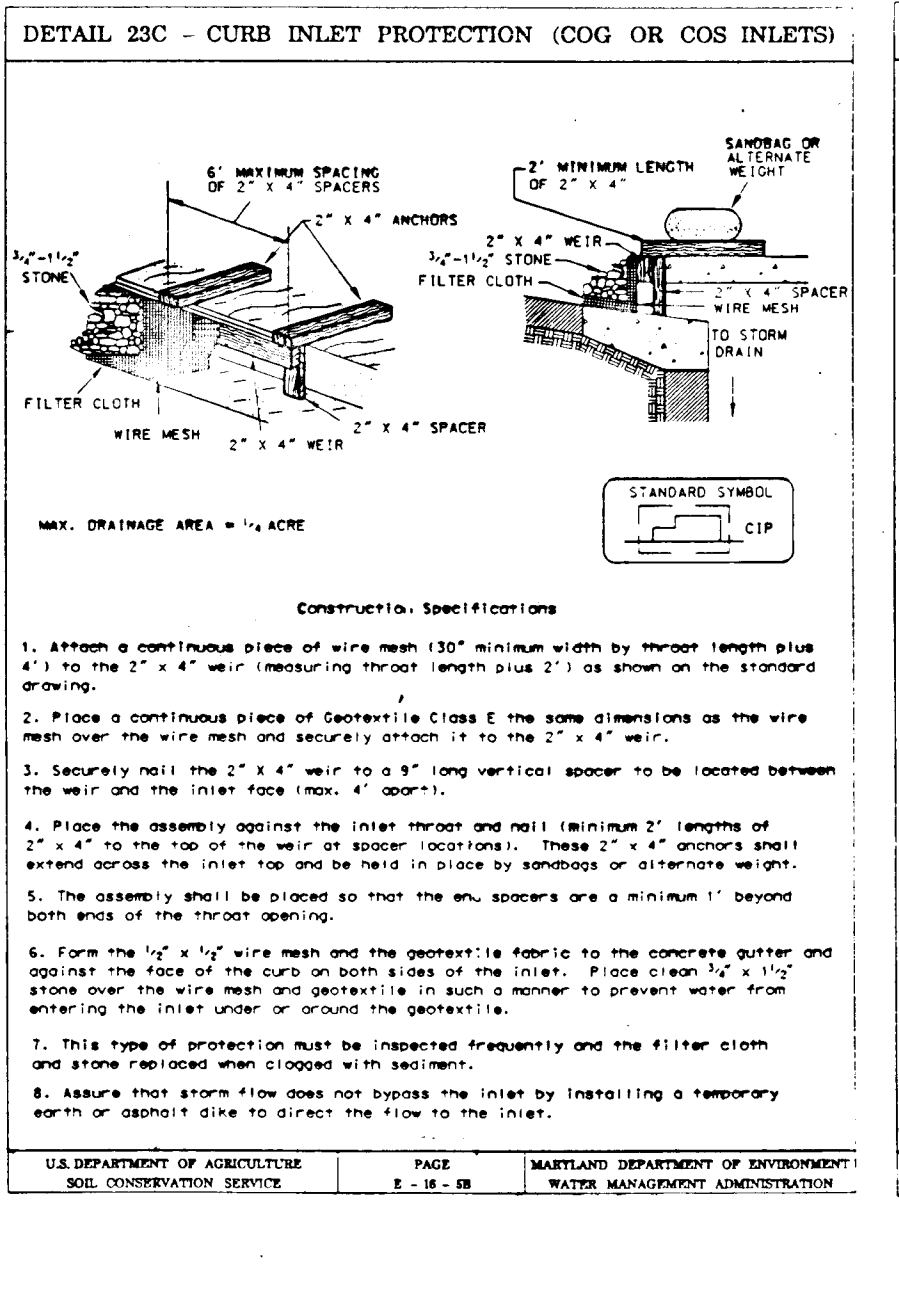 DETAIL 23C - CURB INLET PROTECTION (COG OR COS INLETS)
6' MAXIMUM SPACING
OF 2" X 4" SPACERS
2" X 4" ANCHORS
3/4"-1 1/2"
STONE
FILTER CLOTH
WIRE MESH
2" X 4" WEIR
2" X 4" SPACER
2' MINIMUM LENGTH
OF 2" X 4"
SANDBAG OR
ALTERNATE
WEIGHT
2" X 4" WEIR
3/4"-1 1/2" STONE
FILTER CLOTH
2" X 4" SPACER
WIRE MESH
TO STORM
DRAIN
MAX. DRAINAGE AREA = 1/4 ACRE
STANDARD SYMBOL
CIP
Construction Specifications
1. Attach a continuous piece of wire mesh (30" minimum width by throat length plus
4') to the 2" x 4" weir (measuring throat length plus 2') as shown on the standard
drawing.
2. Place a continuous piece of Geotextile Class E the same dimensions as the wire
mesh over the wire mesh and securely attach it to the 2" x 4" weir.
3. Securely nail the 2" X 4" weir to a 9" long vertical spacer to be located between
the weir and the inlet face (max. 4' apart).
4. Place the assembly against the inlet throat and nail (minimum 2' lengths of
2" x 4" to the top of the weir at spacer locations). These 2" x 4" anchors shall
extend across the inlet top and be held in place by sandbags or alternate weight.
5. The assembly shall be placed so that the end spacers are a minimum 1' beyond
both ends of the throat opening.
6. Form the 1/2" x 1/2" wire mesh and the geotextile fabric to the concrete gutter and
against the face of the curb on both sides of the inlet. Place clean 3/4" x 1 1/2"
stone over the wire mesh and geotextile in such a manner to prevent water from
entering the inlet under or around the geotextile.
7. This type of protection must be inspected frequently and the filter cloth
and stone replaced when clogged with sediment.
8. Assure that storm flow does not bypass the inlet by installing a temporary
earth or asphalt dike to direct the flow to the inlet.
U.S. DEPARTMENT OF AGRICULTURE
SOIL CONSERVATION SERVICE
PAGE
E - 16 - 5B
MARYLAND DEPARTMENT OF ENVIRONMENT
WATER MANAGEMENT ADMINISTRATION